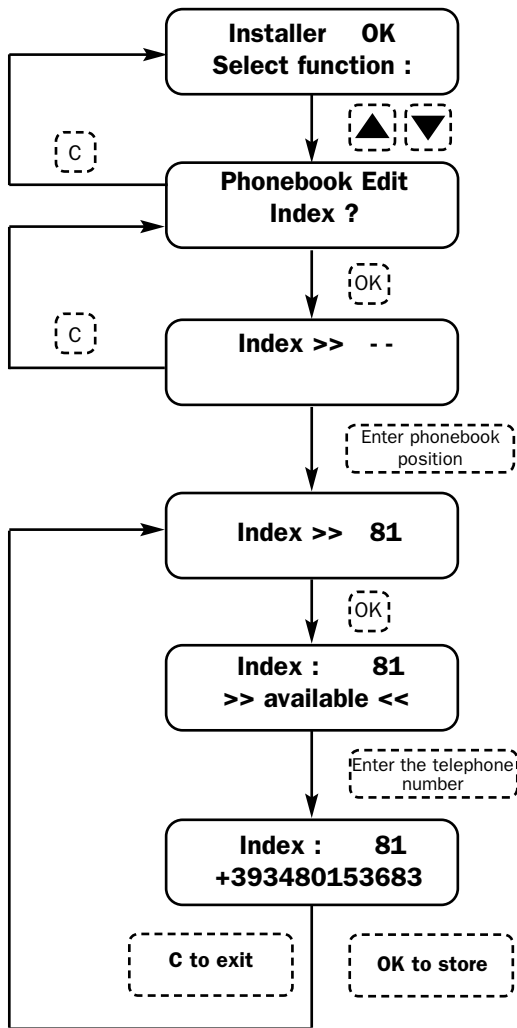 Installer OK
Select function :
C
Phonebook Edit
Index ?
OK
C
Index >> - -
Enter phonebook
position
Index >> 81
OK
Index : 81
>> available <<
Enter the telephone
number
Index : 81
+393480153683
C to exit
OK to store